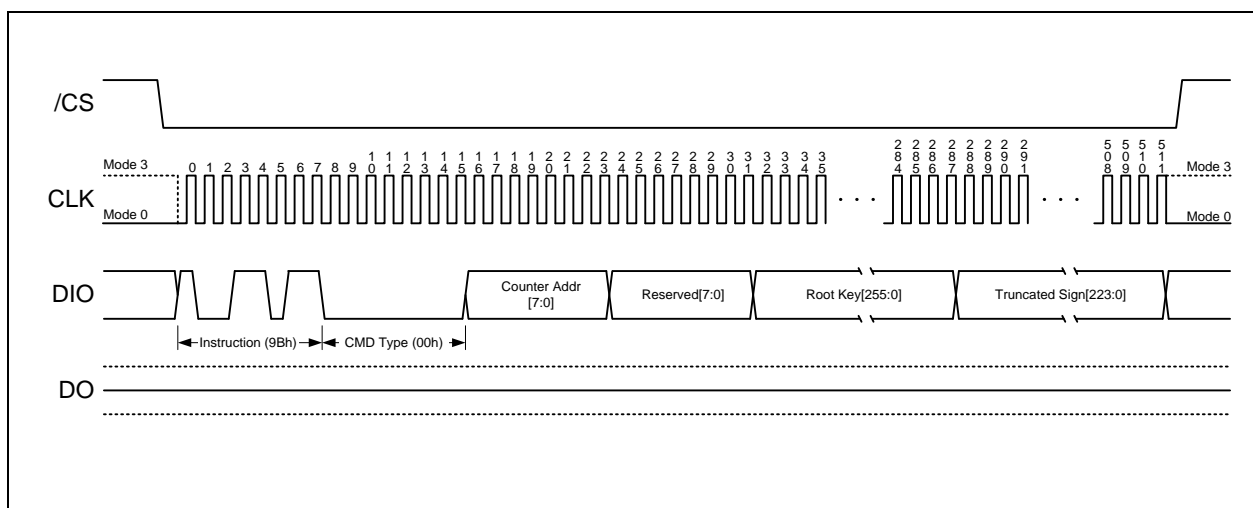 /CS
0 1 2 3 4 5 6 7 8 9 10 11 12 13 14 15 16 17 18 19 20 21 22 23 24 25 26 27 28 29 30 31 32 33 34 35 284 285 286 287 288 289 290 291 508 509 510 511
Mode 3 Mode 3
CLK . . . . . .
Mode 0 Mode 0
DIO Counter Addr Reserved[7:0] Root Key[255:0] Truncated Sign[223:0]
[7:0]
Instruction (9Bh) CMD Type (00h)
DO